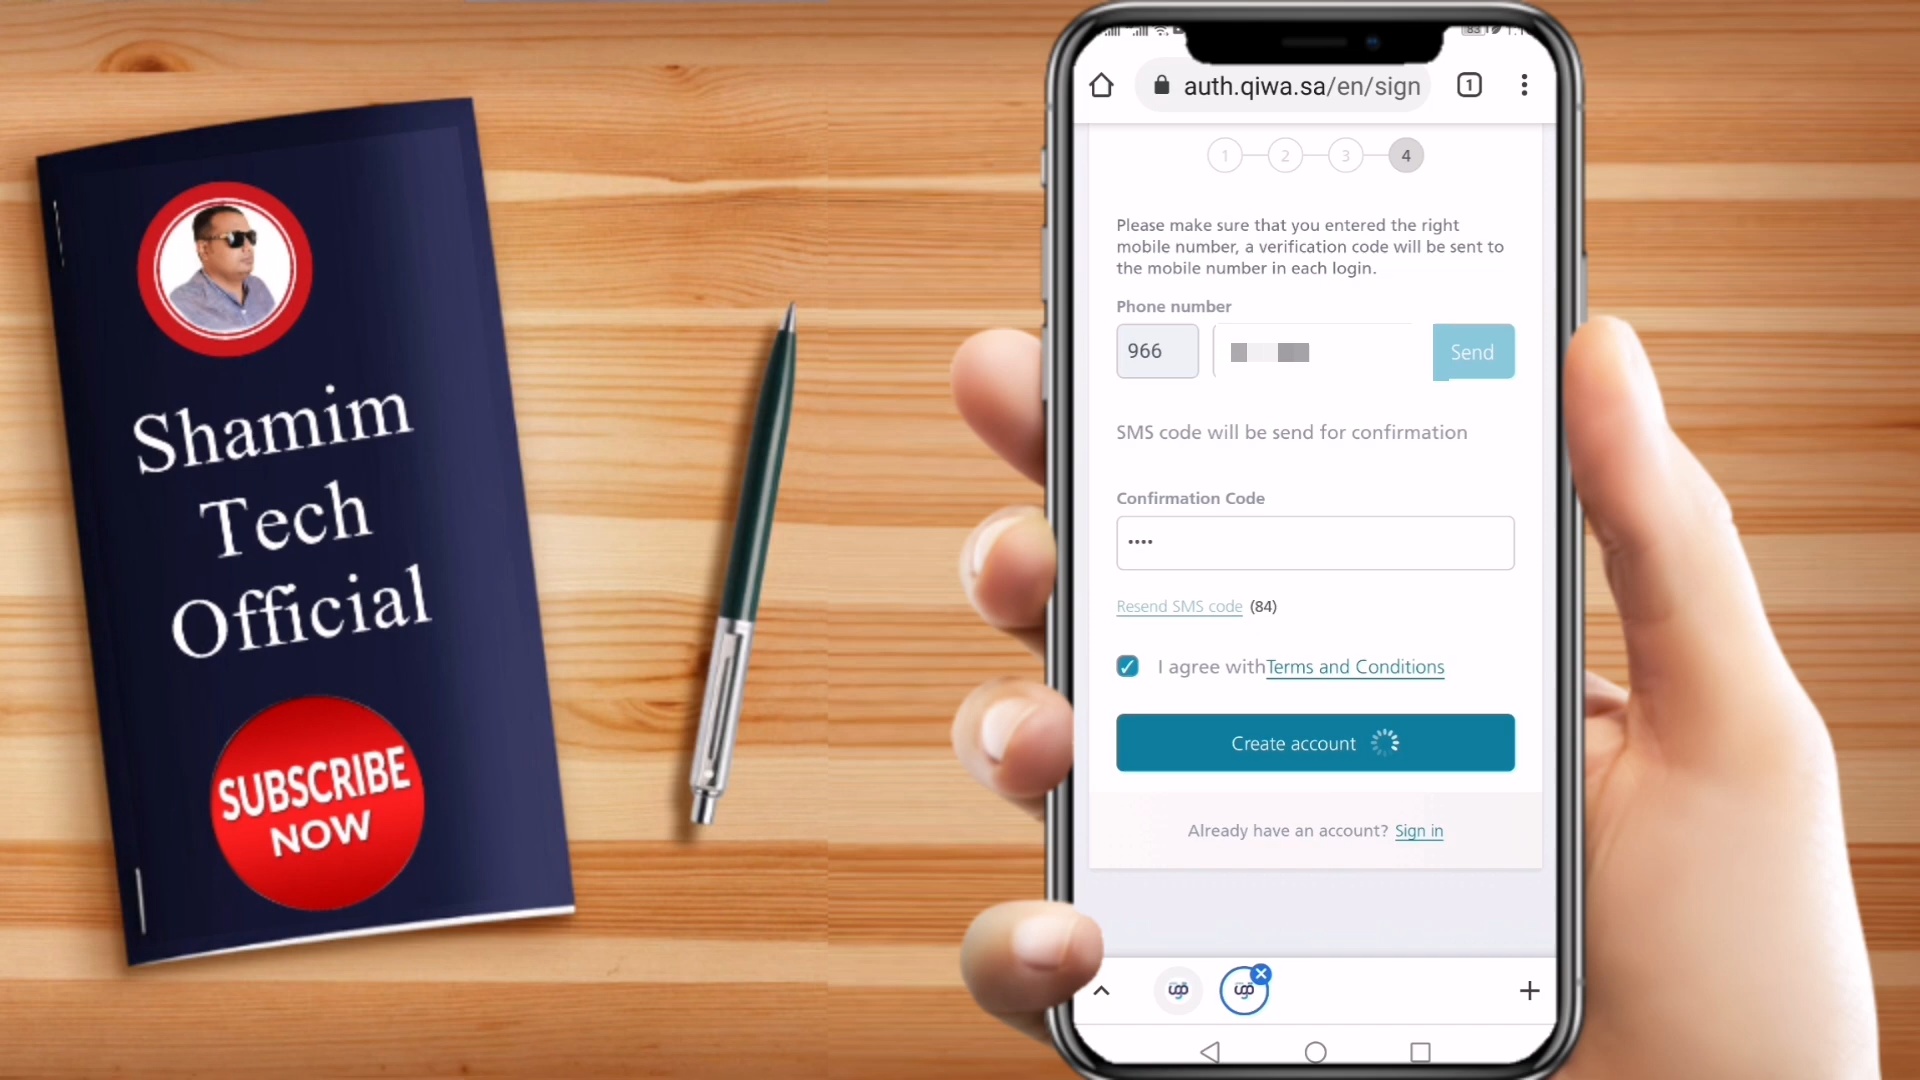 Shamim
Tech
Official
SUBSCRIBE
NOW
83
auth.qiwa.sa/en/sign
1
1
2
3
4
Please make sure that you entered the right
mobile number, a verification code will be sent to
the mobile number in each login.
Phone number
966
Send
SMS code will be send for confirmation
Confirmation Code
••••
Resend SMS code (84)
I agree withTerms and Conditions
Create account
Already have an account? Sign in